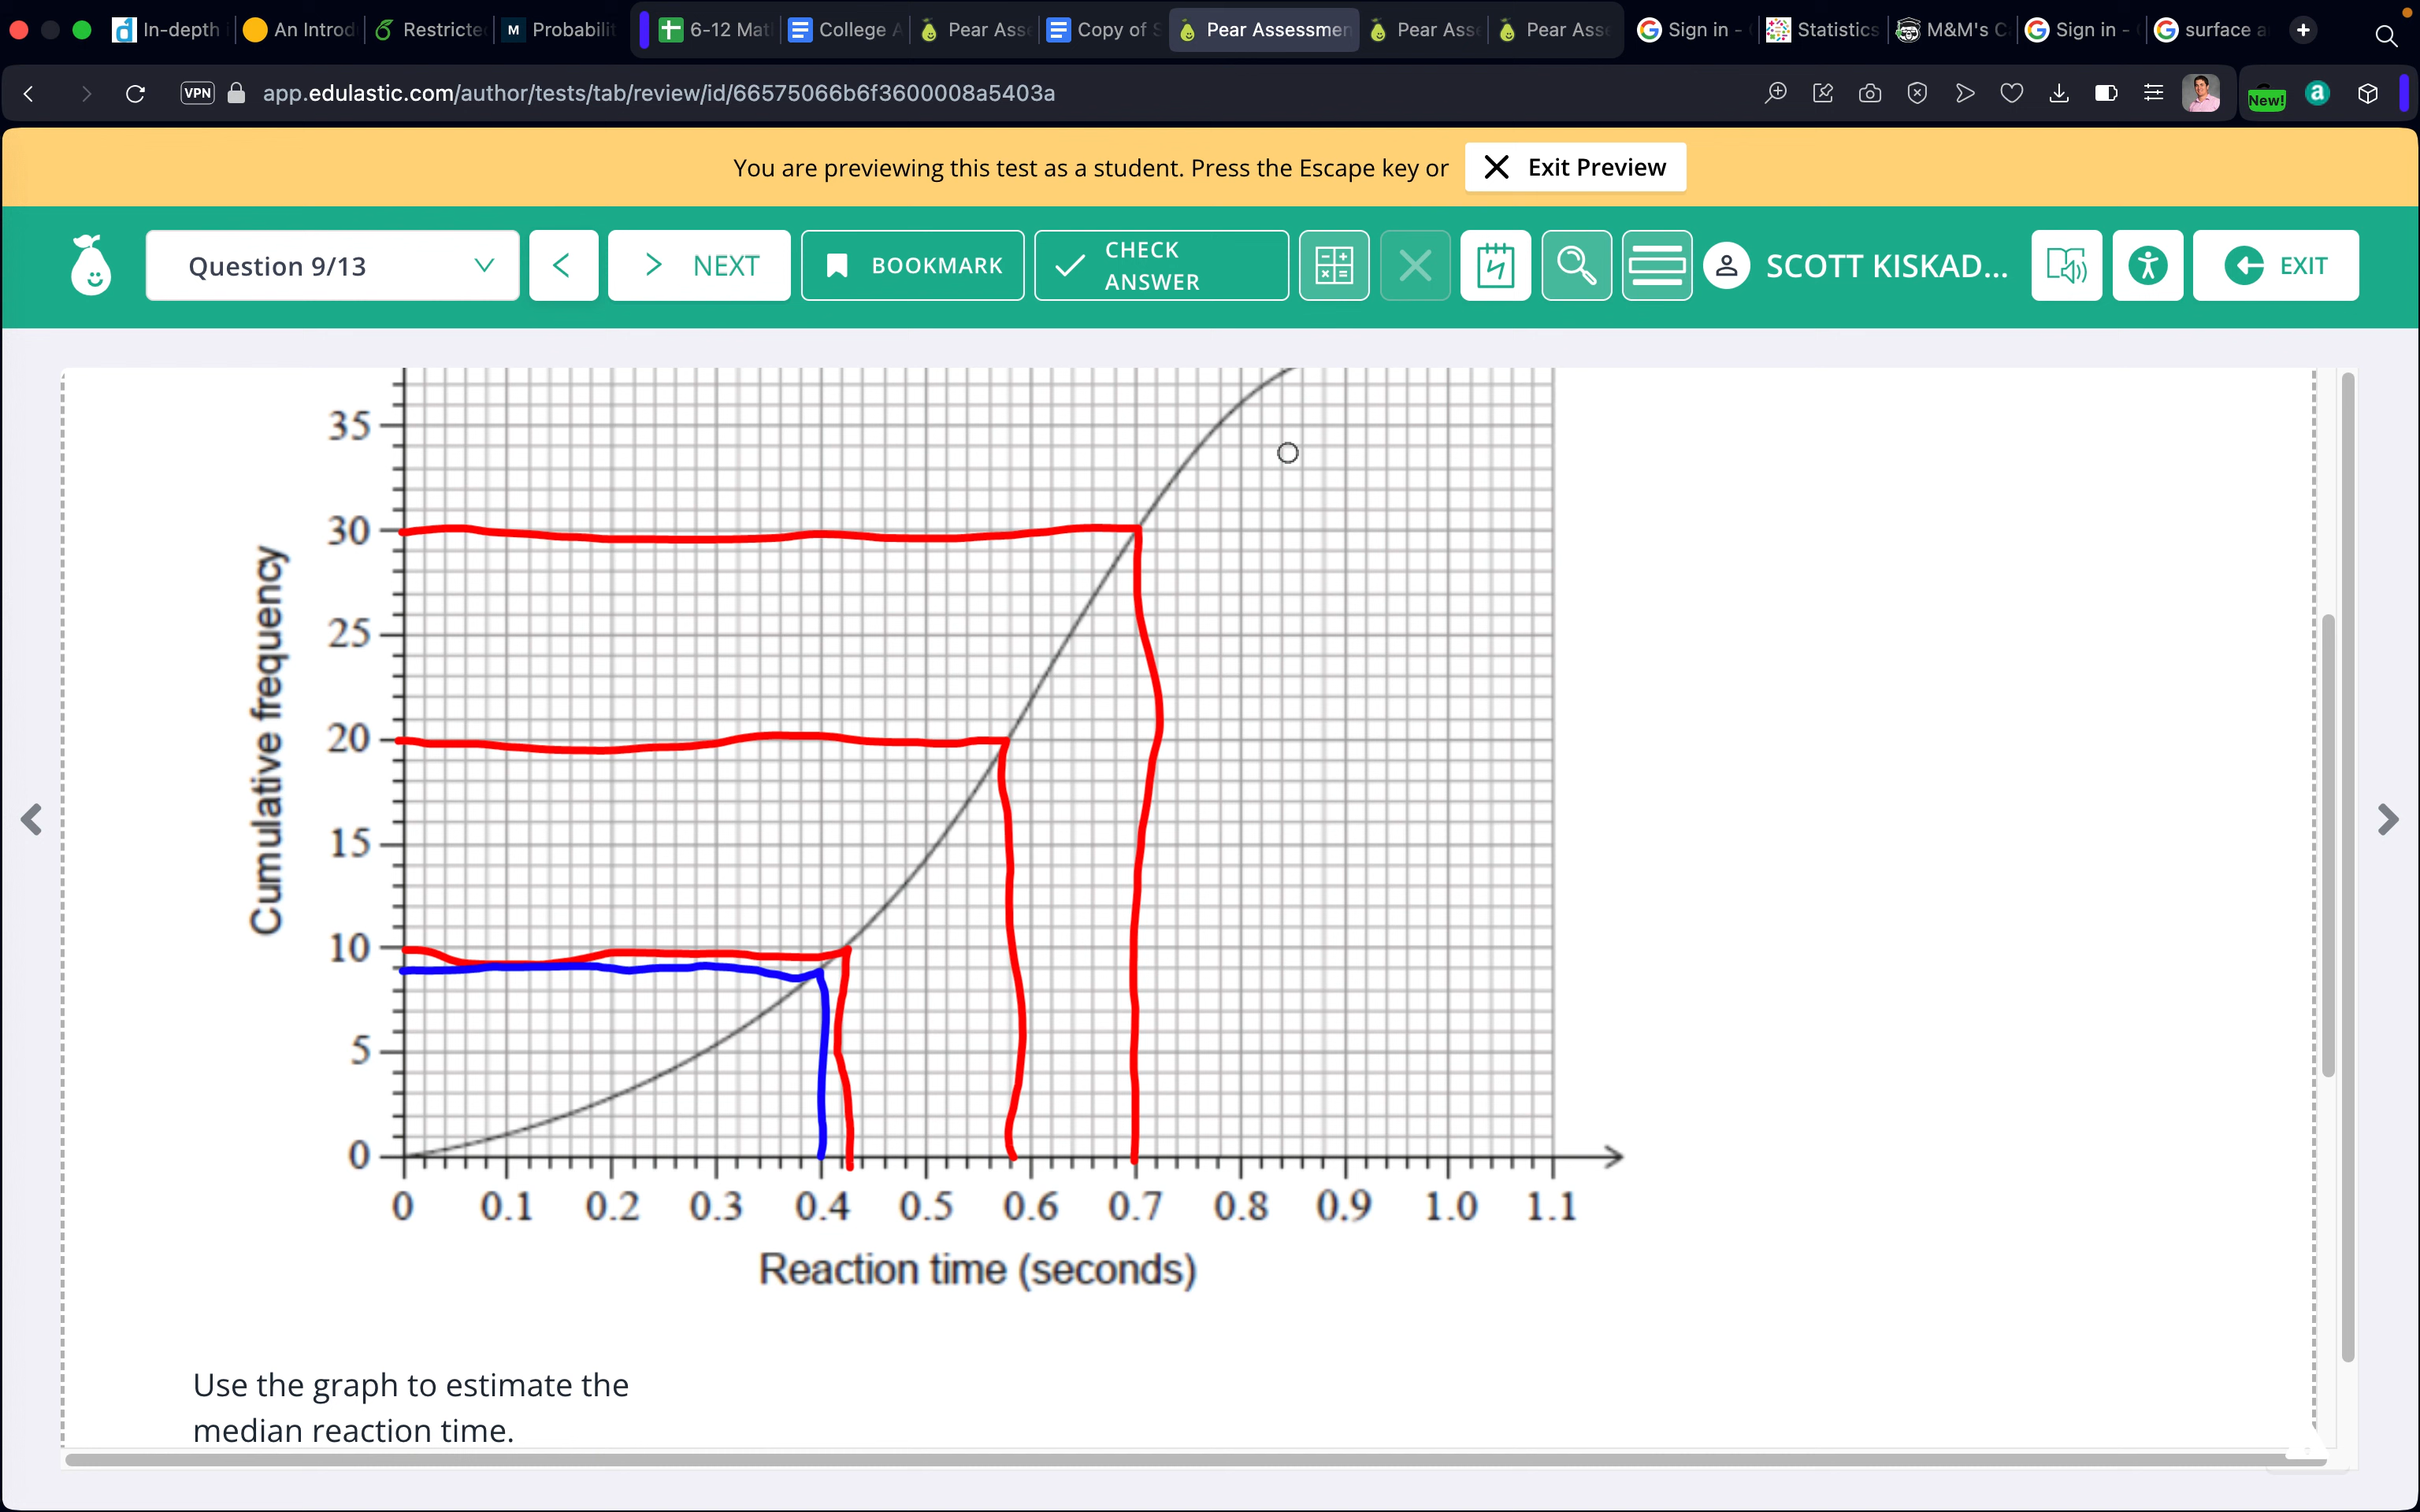 In-depth An Introd Restricte Probabilit 6-12 Mat College A Pear Ass Copy of S Pear Assessmen Pear Asse Pear Ass Sign in - Statistics M&M's C Sign in - surface a
VPN app.edulastic.com/author/tests/tab/review/id/66575066b6f3600008a5403a New!
You are previewing this test as a student. Press the Escape key or Exit Preview
Question 9/13 NEXT BOOKMARK CHECK ANSWER SCOTT KISKAD... EXIT
35
30
25
20
15
10
5
0
Cumulative frequency
0 0.1 0.2 0.3 0.4 0.5 0.6 0.7 0.8 0.9 1.0 1.1
Reaction time (seconds)
Use the graph to estimate the
median reaction time.